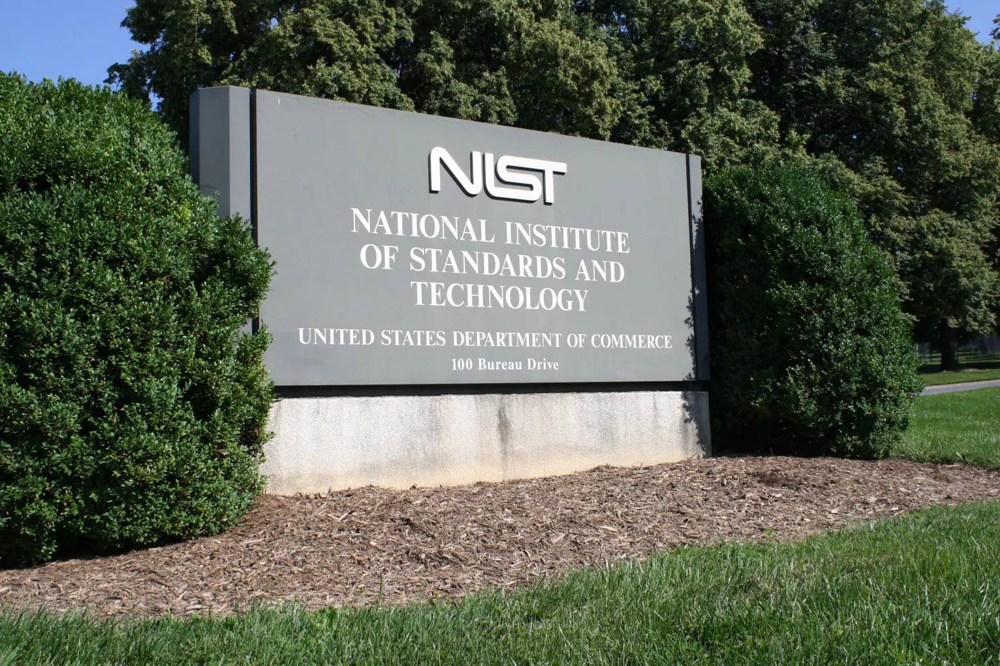 NIST
NATIONAL INSTITUTE
OF STANDARDS AND
TECHNOLOGY
UNITED STATES DEPARTMENT OF COMMERCE
100 Bureau Drive